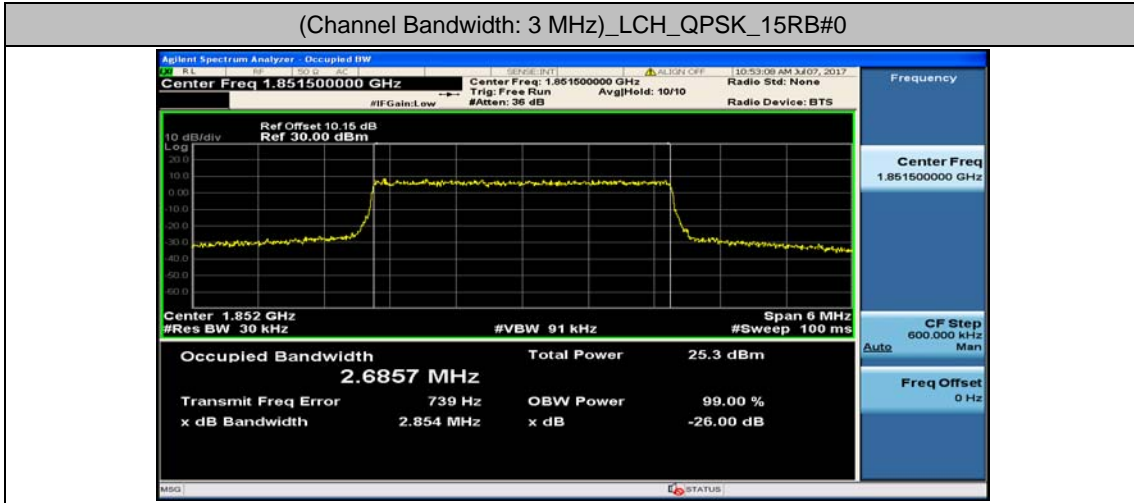 (Channel Bandwidth: 3 MHz)_LCH_QPSK_15RB#0
Agilent Spectrum Analyzer - Occupied BW
RL RF 50 Ω AC SENSE:INT ALIGN OFF 10:53:08 AM Jul 07, 2017
Center Freq 1.851500000 GHz
Center Freq: 1.851500000 GHz
Radio Std: None
Trig: Free Run Avg|Hold: 10/10
#IFGain:Low #Atten: 36 dB Radio Device: BTS
Ref Offset 10.15 dB
10 dB/div Ref 30.00 dBm
Log
20.0
10.0
0.00
-10.0
-20.0
-30.0
-40.0
-50.0
-60.0
Center 1.852 GHz Span 6 MHz
#Res BW 30 kHz #VBW 91 kHz #Sweep 100 ms
Occupied Bandwidth Total Power 25.3 dBm
2.6857 MHz
Transmit Freq Error 739 Hz OBW Power 99.00 %
x dB Bandwidth 2.854 MHz x dB -26.00 dB
MSG STATUS
Frequency
Center Freq
1.851500000 GHz
CF Step
600.000 kHz
Auto Man
Freq Offset
0 Hz